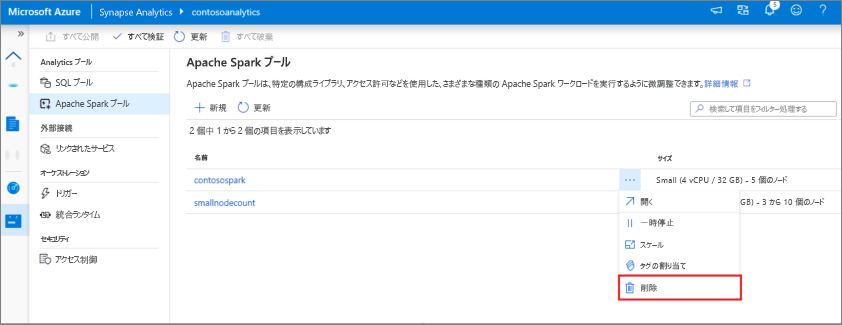 Microsoft Azure Synapse Analytics › contosoanalytics 5
» すべて公開 すべて検証 更新 すべて破棄
Analytics プール
SQL プール
Apache Spark プール
外部接続
リンクされたサービス
オーケストレーション
トリガー
統合ランタイム
セキュリティ
アクセス制御
Apache Spark プール
Apache Spark プールは、特定の構成ライブラリ、アクセス許可などを使用した、さまざまな種類の Apache Spark ワークロードを実行するように微調整できます。詳細情報
新規 更新 検索して項目をフィルター処理する
2 個中 1 から 2 個の項目を表示しています
名前 サイズ
contosospark ... Small (4 vCPU / 32 GB) - 5 個のノード
smallnodecount GB) - 3 から 10 個のノード
開く
一時停止
スケール
タグの割り当て
削除